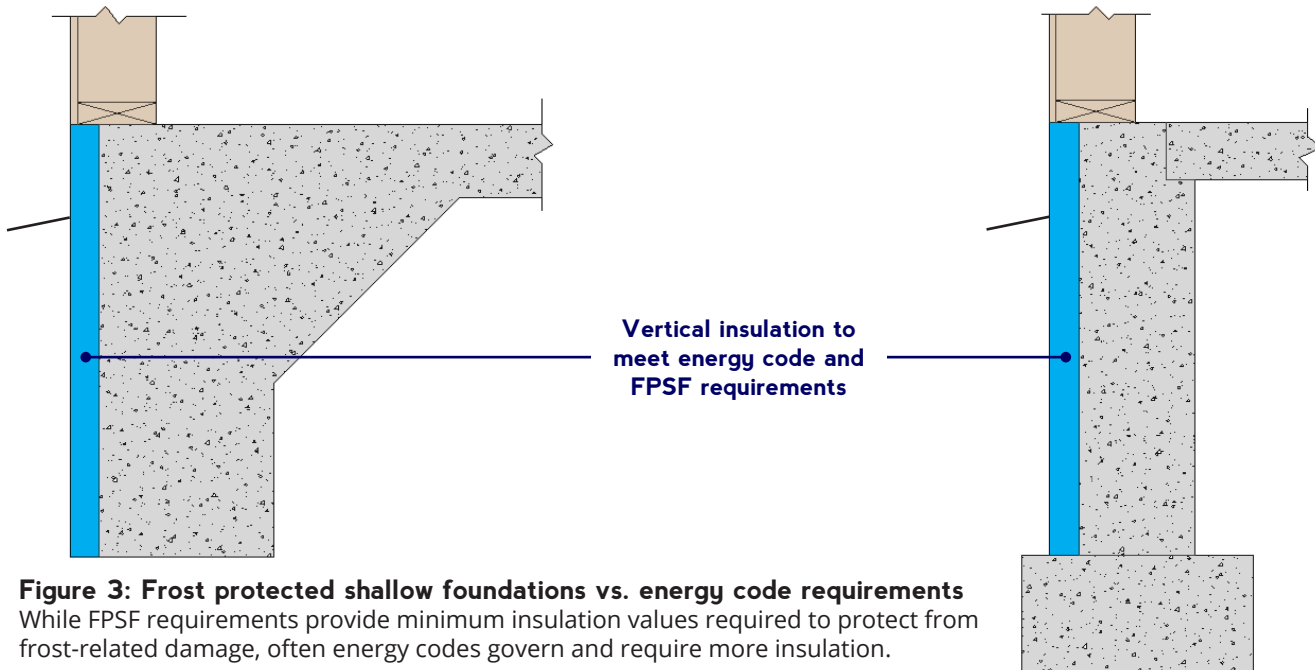 Vertical insulation to
meet energy code and
FPSF requirements
Figure 3: Frost protected shallow foundations vs. energy code requirements
While FPSF requirements provide minimum insulation values required to protect from
frost-related damage, often energy codes govern and require more insulation.